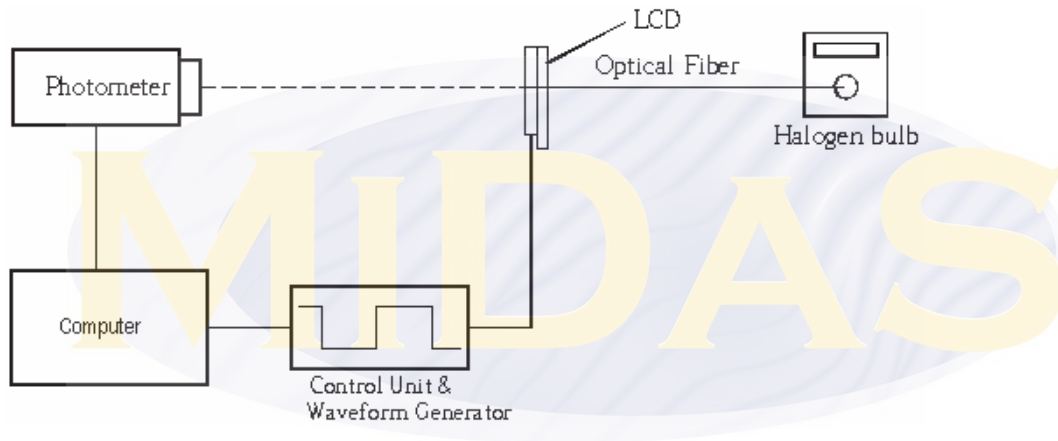 LCD
Photometer
Optical Fiber
Halogen bulb
MIDAS
Computer
Control Unit &
Waveform Generator